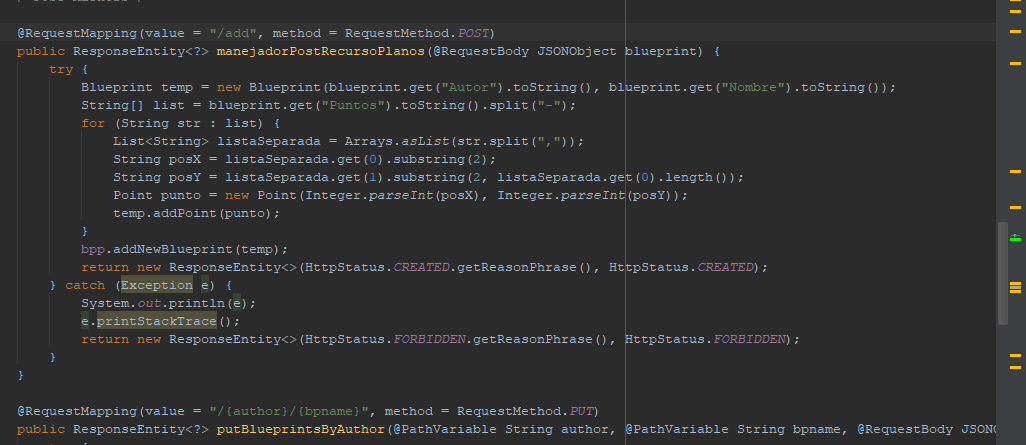 @RequestMapping(value = "/add", method = RequestMethod.POST)
public ResponseEntity<?> manejadorPostRecursoPlanos(@RequestBody JSONObject blueprint) {
try {
Blueprint temp = new Blueprint(blueprint.get("Autor").toString(), blueprint.get("Nombre").toString());
String[] list = blueprint.get("Puntos").toString().split("-");
for (String str : list) {
List<String> listaSeparada = Arrays.asList(str.split(","));
String posX = listaSeparada.get(0).substring(2);
String posY = listaSeparada.get(1).substring(2, listaSeparada.get(0).length());
Point punto = new Point(Integer.parseInt(posX), Integer.parseInt(posY));
temp.addPoint(punto);
}
bpp.addNewBlueprint(temp);
return new ResponseEntity<>(HttpStatus.CREATED.getReasonPhrase(), HttpStatus.CREATED);
} catch (Exception e) {
System.out.println(e);
e.printStackTrace();
return new ResponseEntity<>(HttpStatus.FORBIDDEN.getReasonPhrase(), HttpStatus.FORBIDDEN);
}
}
@RequestMapping(value = "/{author}/{bpname}", method = RequestMethod.PUT)
public ResponseEntity<?> putBlueprintsByAuthor(@PathVariable String author, @PathVariable String bpname, @RequestBody JSON